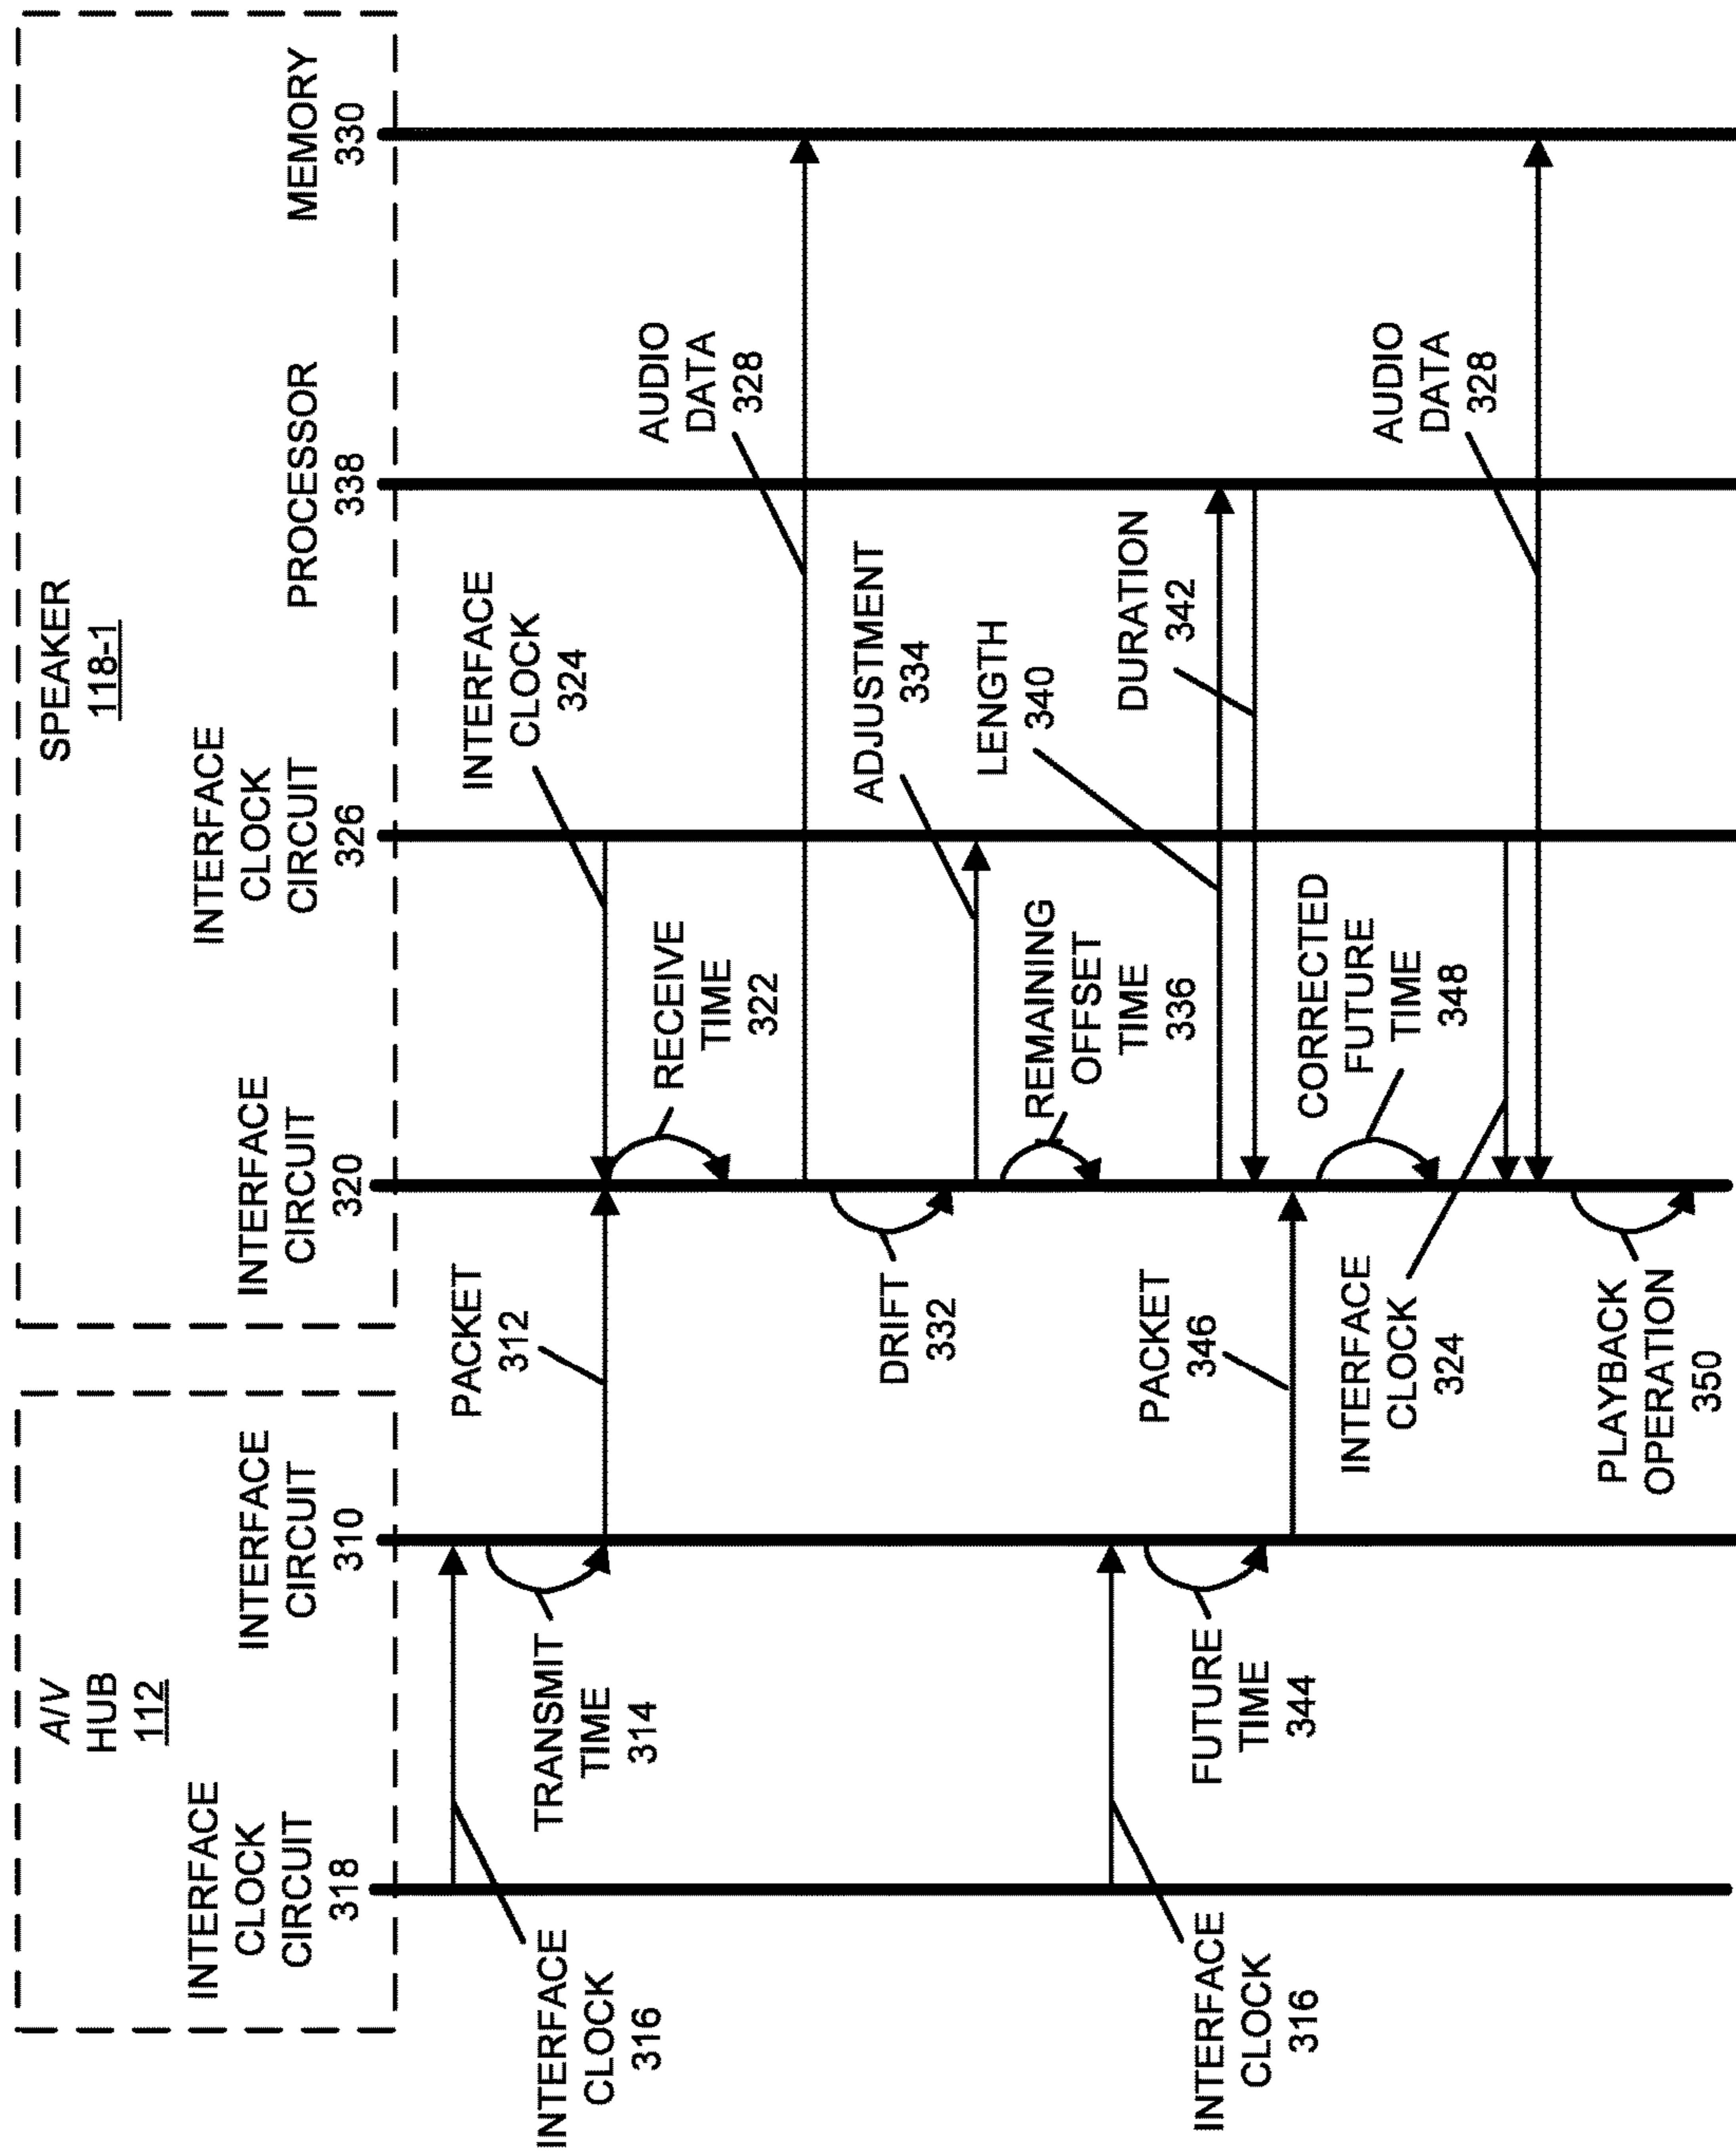 A/V
HUB
112
INTERFACE
CLOCK
CIRCUIT
318
INTERFACE
CIRCUIT
310
SPEAKER
118-1
INTERFACE
CIRCUIT
320
INTERFACE
CLOCK
CIRCUIT
326
PROCESSOR
338
MEMORY
330
INTERFACE
CLOCK
316
TRANSMIT
TIME
314
PACKET
312
INTERFACE
CLOCK
324
RECEIVE
TIME
322
AUDIO
DATA
328
DRIFT
332
ADJUSTMENT
334
REMAINING
OFFSET
TIME
336
LENGTH
340
DURATION
342
INTERFACE
CLOCK
316
FUTURE
TIME
344
PACKET
346
CORRECTED
FUTURE
TIME
348
INTERFACE
CLOCK
324
AUDIO
DATA
328
PLAYBACK
OPERATION
350